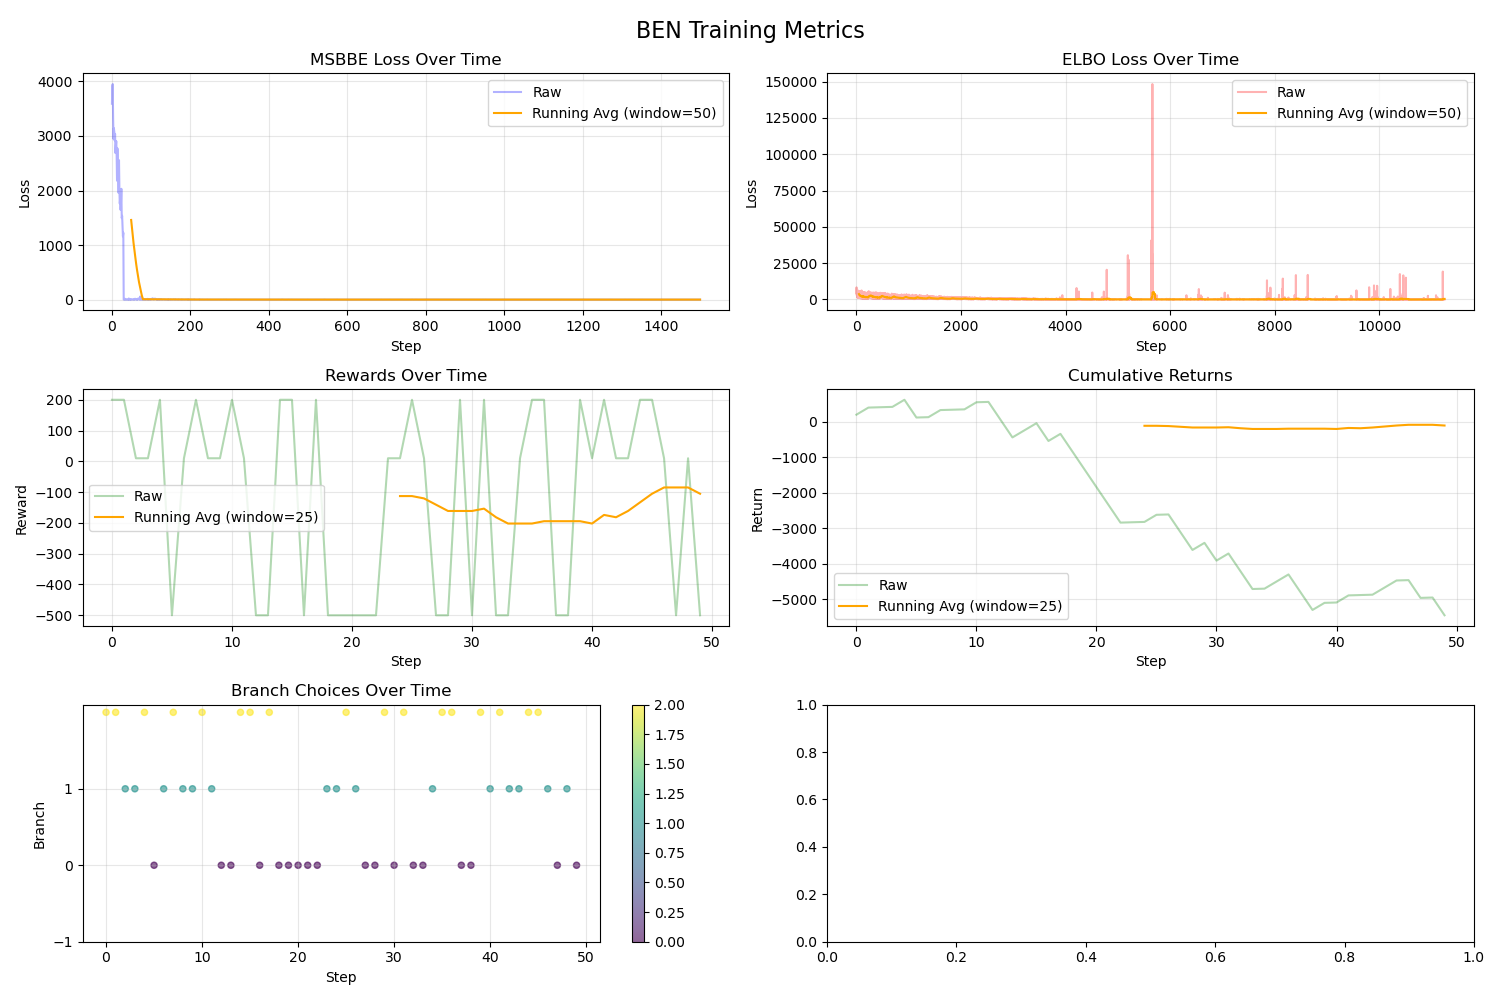 BEN Training Metrics
MSBBE Loss Over Time
4000
3000
2000
1000
0
Loss
Raw
Running Avg (window=50)
0 200 400 600 800 1000 1200 1400
Step
ELBO Loss Over Time
150000
125000
100000
75000
50000
25000
0
Loss
Raw
Running Avg (window=50)
0 2000 4000 6000 8000 10000
Step
Rewards Over Time
200
100
0
−100
−200
−300
−400
−500
Reward
Raw
Running Avg (window=25)
0 10 20 30 40 50
Step
Cumulative Returns
0
−1000
−2000
−3000
−4000
−5000
Return
Raw
Running Avg (window=25)
0 10 20 30 40 50
Step
Branch Choices Over Time
1
0
−1
Branch
0 10 20 30 40 50
Step
2.00
1.75
1.50
1.25
1.00
0.75
0.50
0.25
0.00
1.0
0.8
0.6
0.4
0.2
0.0
0.0 0.2 0.4 0.6 0.8 1.0